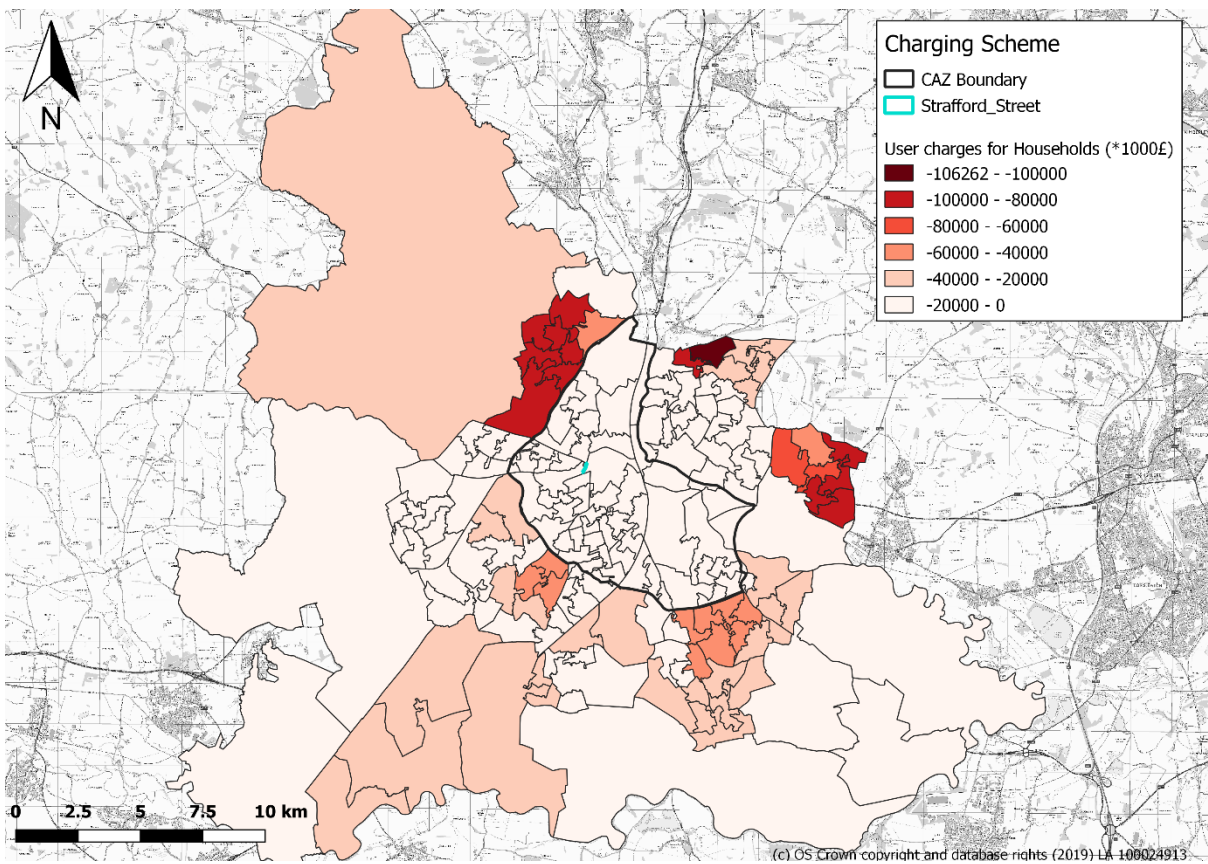 N
Charging Scheme
CAZ Boundary
Strafford_Street
User charges for Households (*1000£)
-106262 - -100000
-100000 - -80000
-80000 - -60000
-60000 - -40000
-40000 - -20000
-20000 - 0
0 2.5 5 7.5 10 km
(c) OS Crown copyright and database rights (2019) LA 100024913